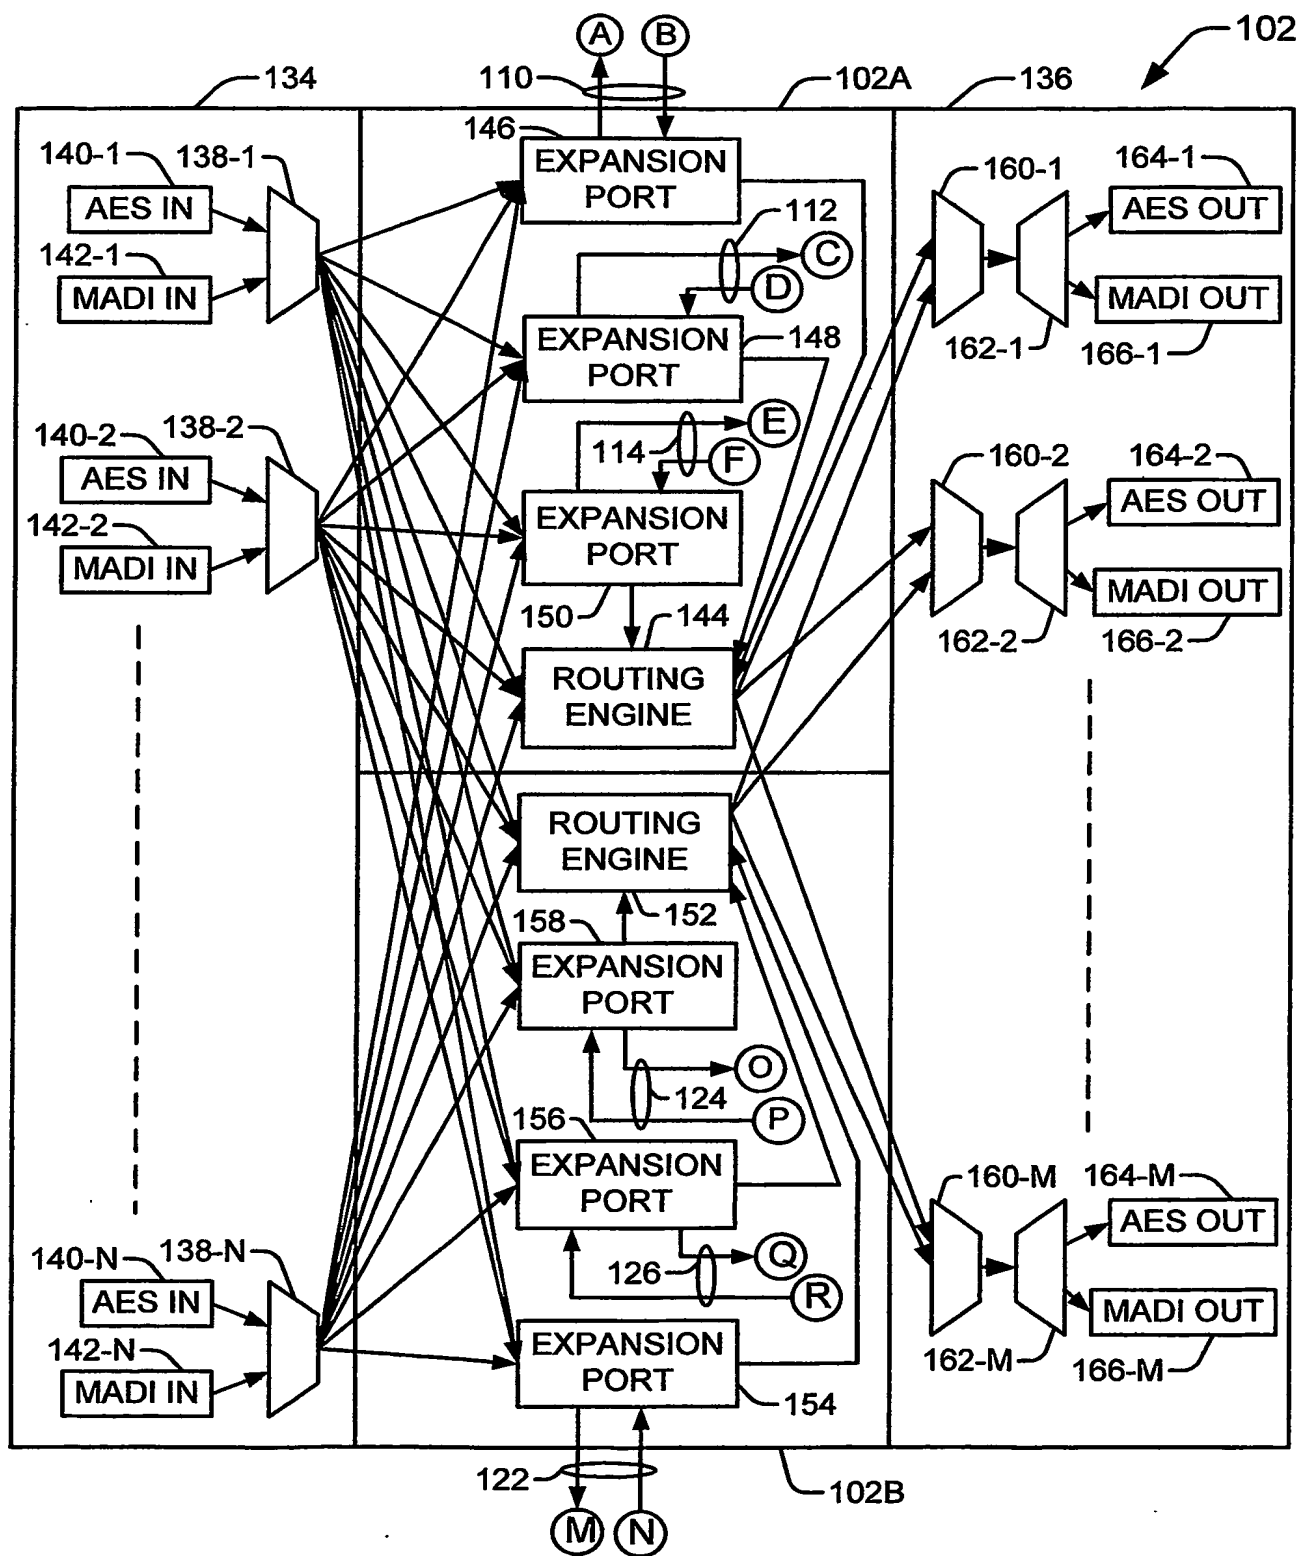 A
B
102
134
110
102A
136
146
EXPANSION
PORT
140-1
138-1
AES IN
142-1
MADI IN
160-1
164-1
AES OUT
MADI OUT
162-1
166-1
112
C
D
EXPANSION
PORT
148
E
114
F
140-2
138-2
AES IN
142-2
MADI IN
160-2
164-2
AES OUT
MADI OUT
162-2
166-2
EXPANSION
PORT
150
144
ROUTING
ENGINE
ROUTING
ENGINE
152
158
EXPANSION
PORT
O
124
P
156
EXPANSION
PORT
Q
126
R
140-N
138-N
AES IN
142-N
MADI IN
160-M
164-M
AES OUT
MADI OUT
162-M
166-M
EXPANSION
PORT
154
122
102B
M
N